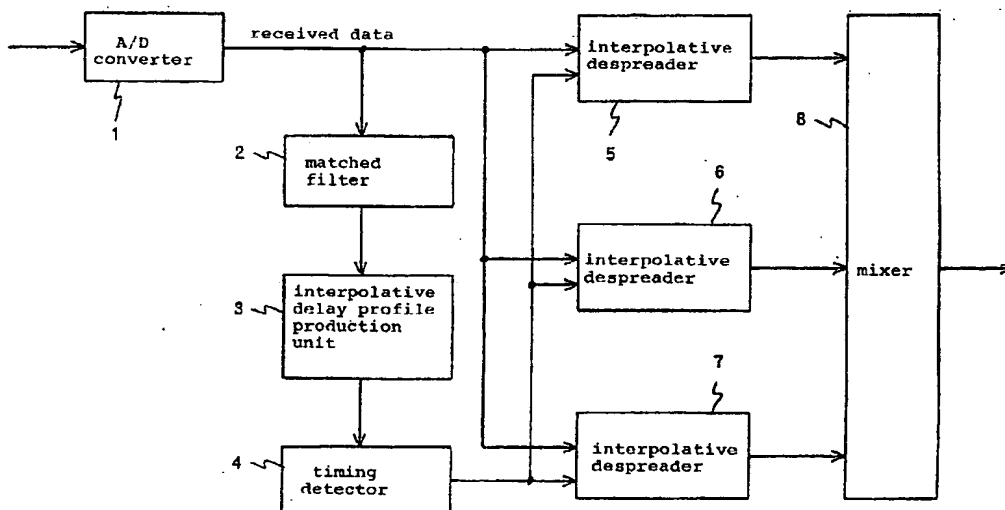 A/D
converter
1
received data
2
matched
filter
3
interpolative
delay profile
production
unit
4
timing
detector
interpolative
despreader
5
6
interpolative
despreader
7
interpolative
despreader
8
mixer